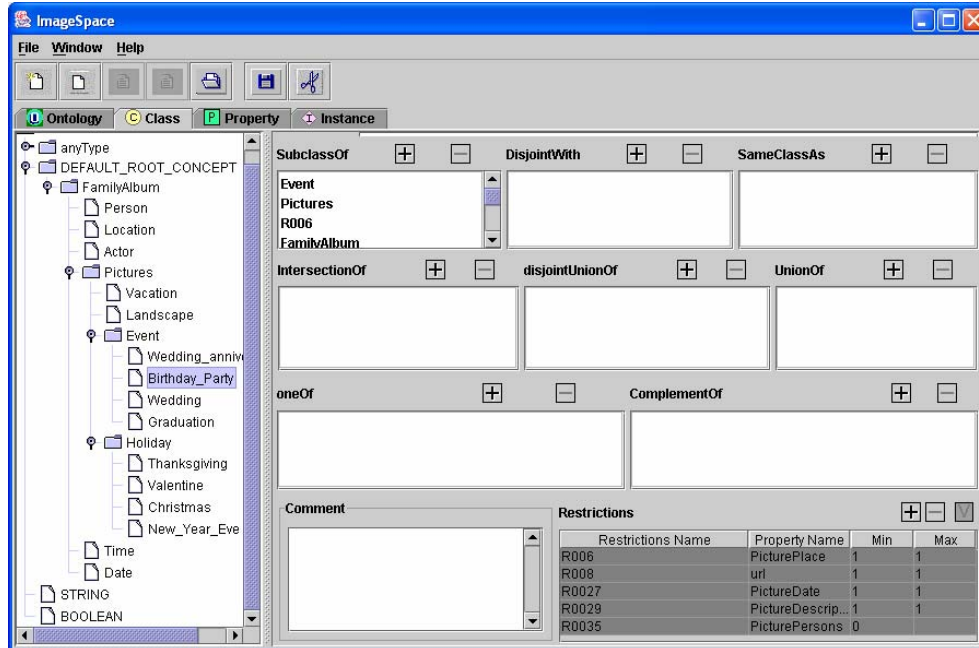 ImageSpace
File Window Help
Ontology Class Property Instance
anyType
DEFAULT_ROOT_CONCEPT
FamilyAlbum
Person
Location
Actor
Pictures
Vacation
Landscape
Event
Wedding_anniv
Birthday_Party
Wedding
Graduation
Holiday
Thanksgiving
Valentine
Christmas
New_Year_Eve
Time
Date
STRING
BOOLEAN
SubclassOf DisjointWith SameClassAs
Event
Pictures
R006
FamilyAlbum
IntersectionOf disjointUnionOf UnionOf
oneOf ComplementOf
Comment
Restrictions
Restrictions Name Property Name Min Max
R006 PicturePlace 1 1
R008 url 1 1
R0027 PictureDate 1 1
R0029 PictureDescrip... 1 1
R0035 PicturePersons 0